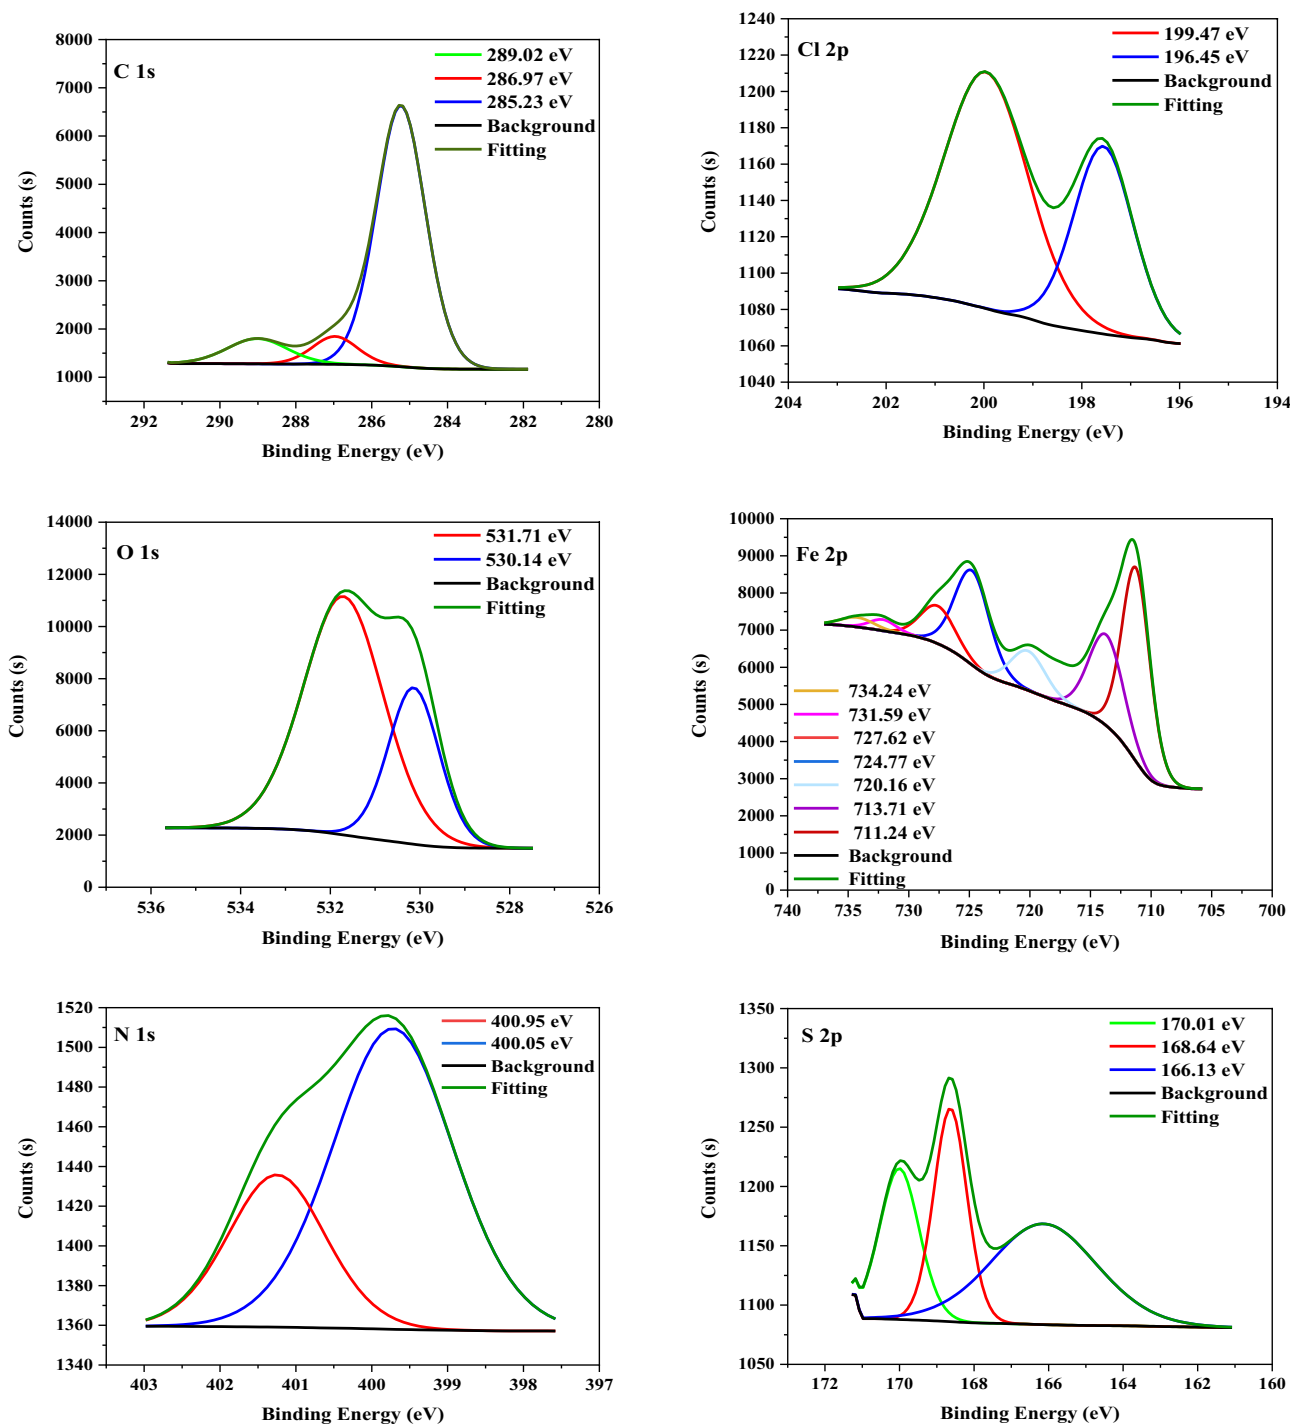 C 1s
289.02 eV
286.97 eV
285.23 eV
Background
Fitting
8000
7000
6000
5000
4000
3000
2000
1000
Counts (s)
292 290 288 286 284 282 280
Binding Energy (eV)
Cl 2p
199.47 eV
196.45 eV
Background
Fitting
1240
1220
1200
1180
1160
1140
1120
1100
1080
1060
1040
Counts (s)
204 202 200 198 196 194
Binding Energy (eV)
O 1s
531.71 eV
530.14 eV
Background
Fitting
14000
12000
10000
8000
6000
4000
2000
0
Counts (s)
536 534 532 530 528 526
Binding Energy (eV)
Fe 2p
734.24 eV
731.59 eV
727.62 eV
724.77 eV
720.16 eV
713.71 eV
711.24 eV
Background
Fitting
10000
9000
8000
7000
6000
5000
4000
3000
2000
1000
0
Counts (s)
740 735 730 725 720 715 710 705 700
Binding Energy (eV)
N 1s
400.95 eV
400.05 eV
Background
Fitting
1520
1500
1480
1460
1440
1420
1400
1380
1360
1340
Counts (s)
403 402 401 400 399 398 397
Binding Energy (eV)
S 2p
170.01 eV
168.64 eV
166.13 eV
Background
Fitting
1350
1300
1250
1200
1150
1100
1050
Counts (s)
172 170 168 166 164 162 160
Binding Energy (eV)